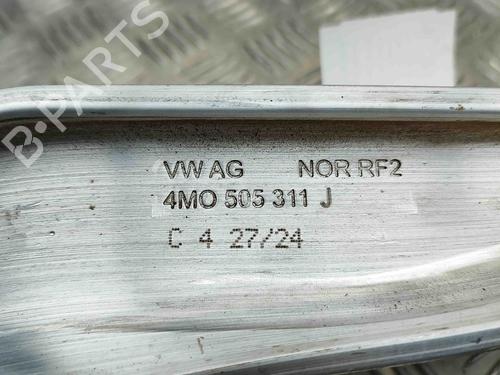 B-PARTS
VW AG NOR RF2
4M0 505 311 J
C 4 27/24